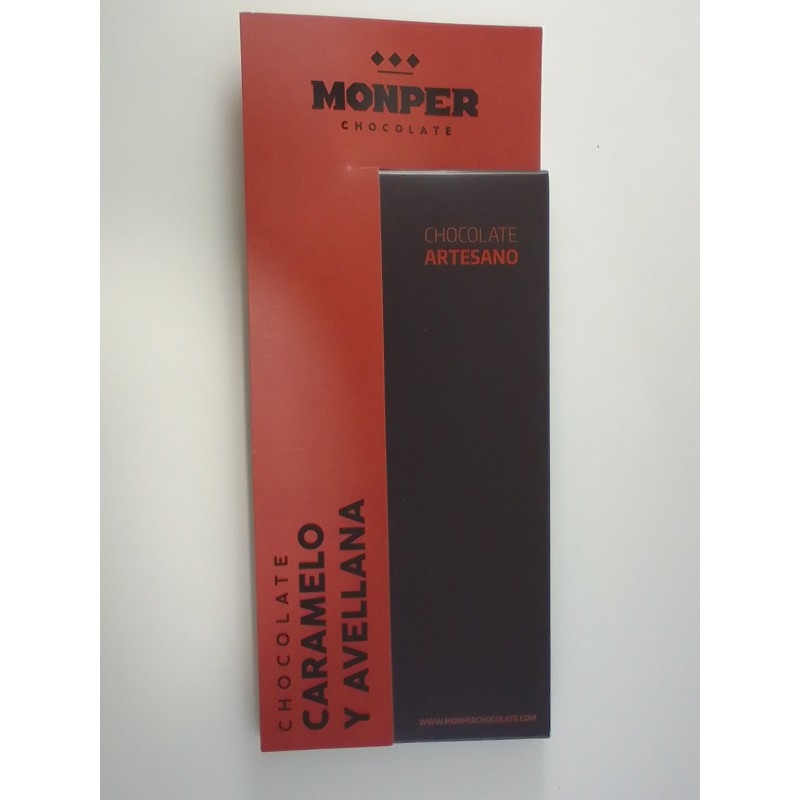 MONPER
CHOCOLATE
CHOCOLATE
ARTESANO
CHOCOLATE
CARAMELO
Y AVELLANA
WWW.MONPERCHOCOLATE.COM